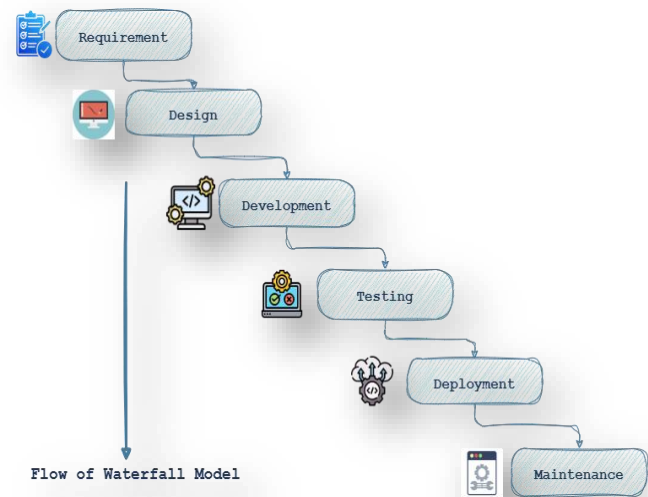 Requirement
Design
Development
Testing
Deployment
Maintenance
Flow of Waterfall Model